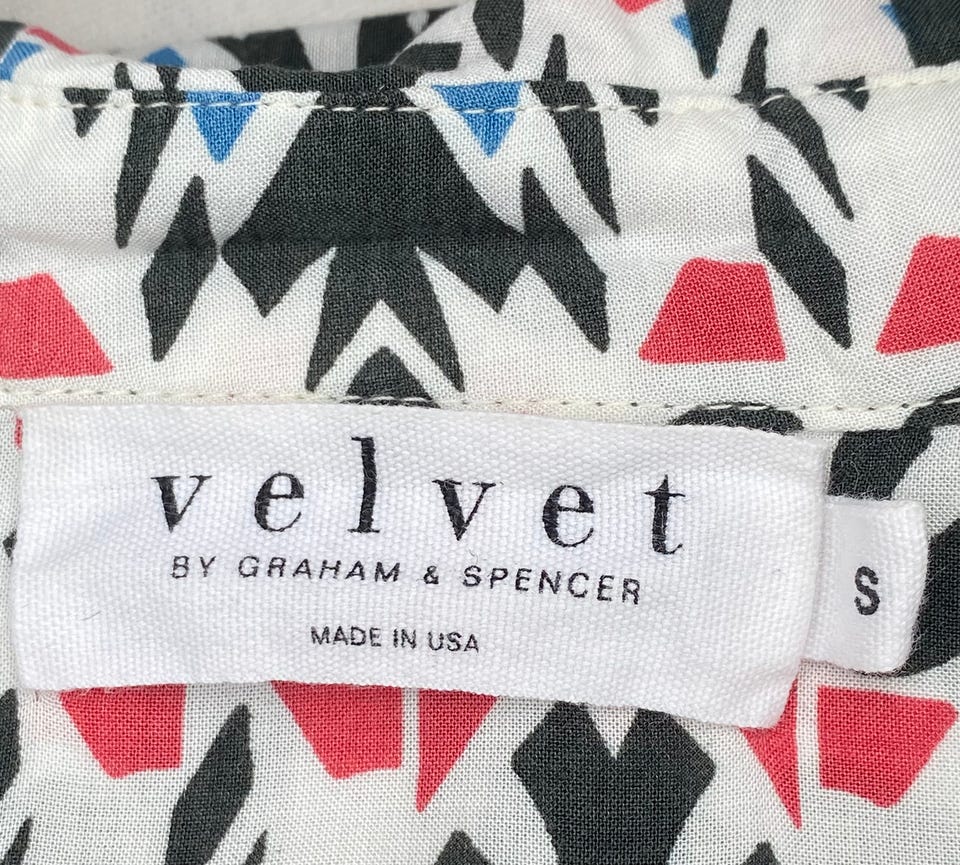 velvet
BY GRAHAM & SPENCER
MADE IN USA
S